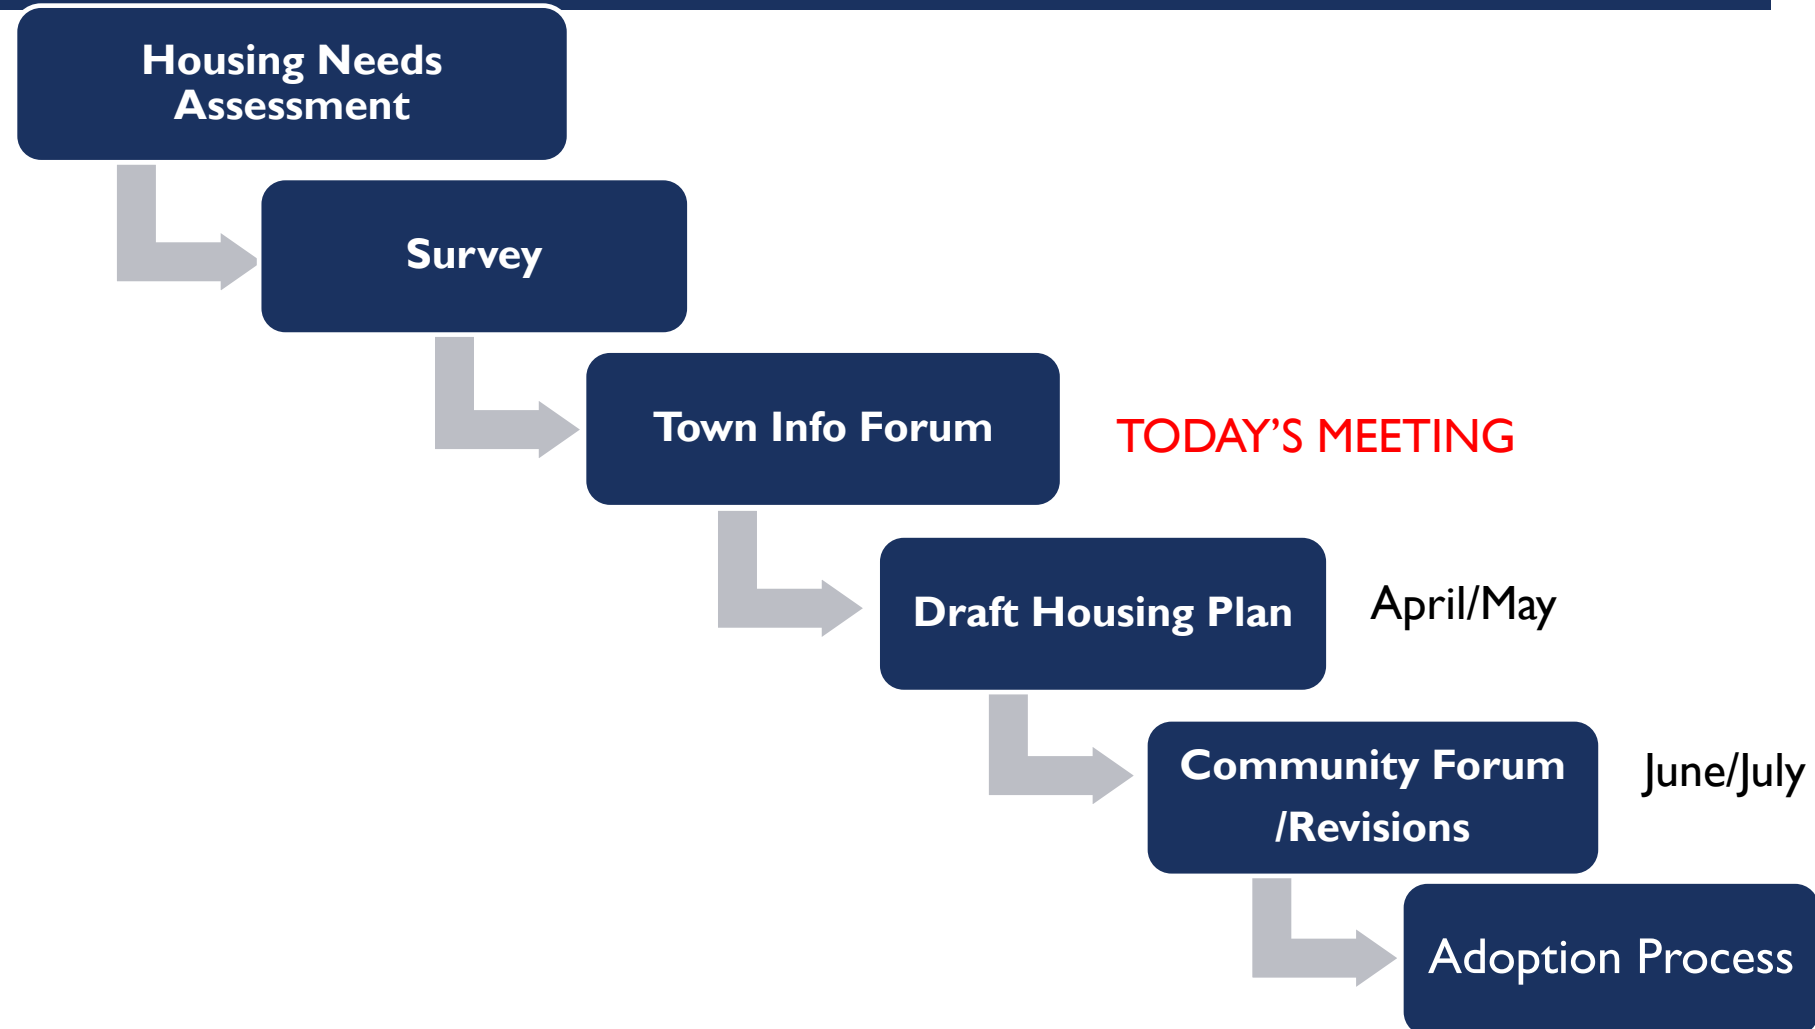 Housing Needs
Assessment
Survey
Town Info Forum
TODAY’S MEETING
Draft Housing Plan
April/May
Community Forum
/Revisions
June/July
Adoption Process